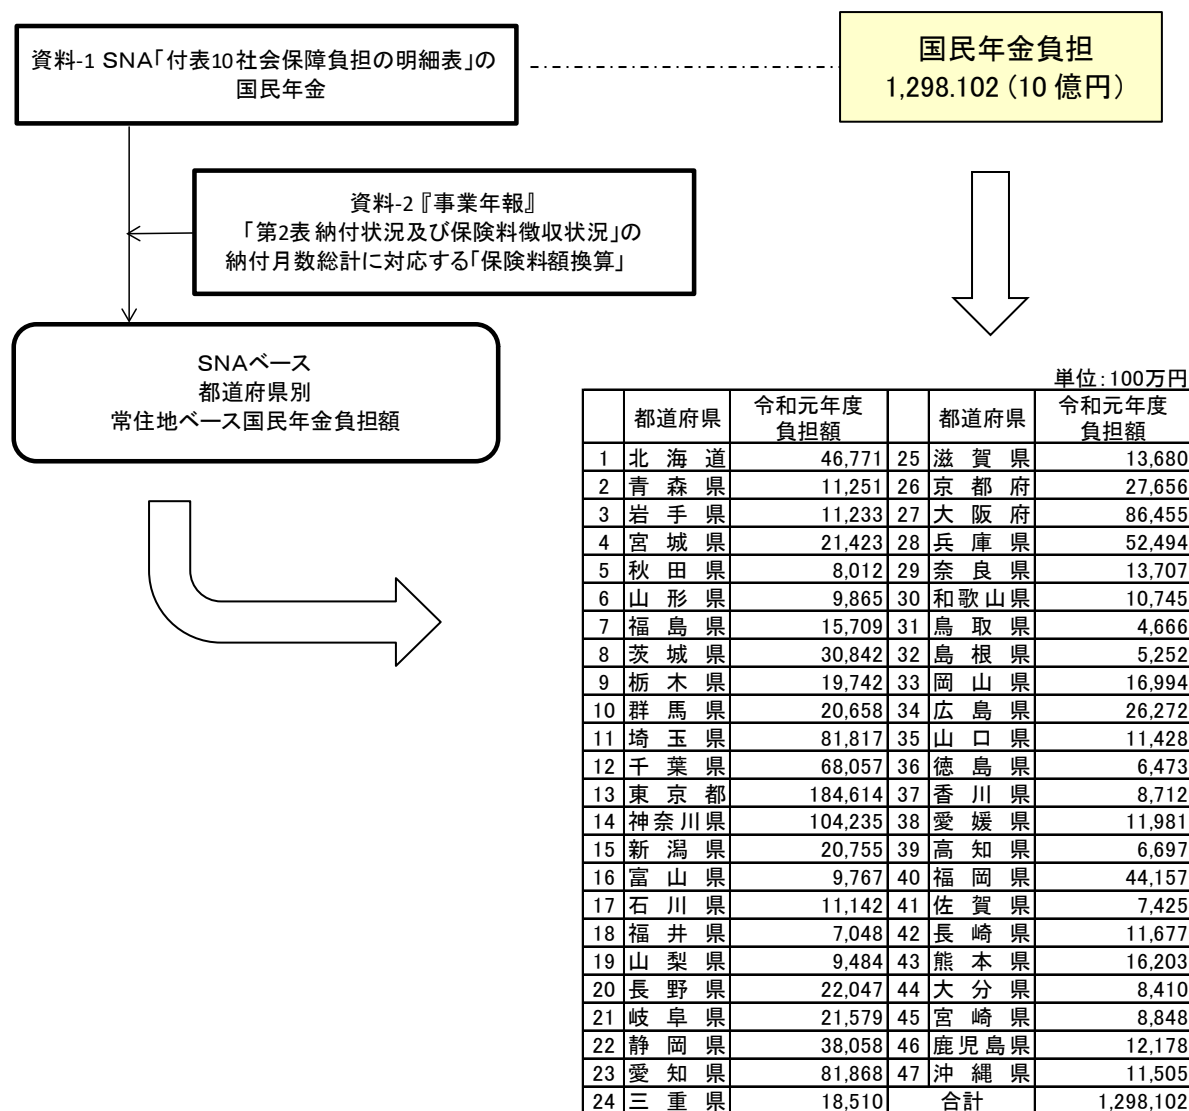 資料-1 SNA「付表10社会保障負担の明細表」の
国民年金
国民年金負担
1,298.102（10 億円）
資料-2『事業年報』
「第2表 納付状況及び保険料徴収状況」の
納付月数総計に対応する「保険料額換算」
SNAベース
都道府県別
常住地ベース国民年金負担額
単位：100万円
都道府県 令和元年度 負担額 都道府県 令和元年度 負担額
1 北海道 46,771 25 滋賀県 13,680
2 青森県 11,251 26 京都府 27,656
3 岩手県 11,233 27 大阪府 86,455
4 宮城県 21,423 28 兵庫県 52,494
5 秋田県 8,012 29 奈良県 13,707
6 山形県 9,865 30 和歌山県 10,745
7 福島県 15,709 31 鳥取県 4,666
8 茨城県 30,842 32 島根県 5,252
9 栃木県 19,742 33 岡山県 16,994
10 群馬県 20,658 34 広島県 26,272
11 埼玉県 81,817 35 山口県 11,428
12 千葉県 68,057 36 徳島県 6,473
13 東京都 184,614 37 香川県 8,712
14 神奈川県 104,235 38 愛媛県 11,981
15 新潟県 20,755 39 高知県 6,697
16 富山県 9,767 40 福岡県 44,157
17 石川県 11,142 41 佐賀県 7,425
18 福井県 7,048 42 長崎県 11,677
19 山梨県 9,484 43 熊本県 16,203
20 長野県 22,047 44 大分県 8,410
21 岐阜県 21,579 45 宮崎県 8,848
22 静岡県 38,058 46 鹿児島県 12,178
23 愛知県 81,868 47 沖縄県 11,505
24 三重県 18,510 合計 1,298,102